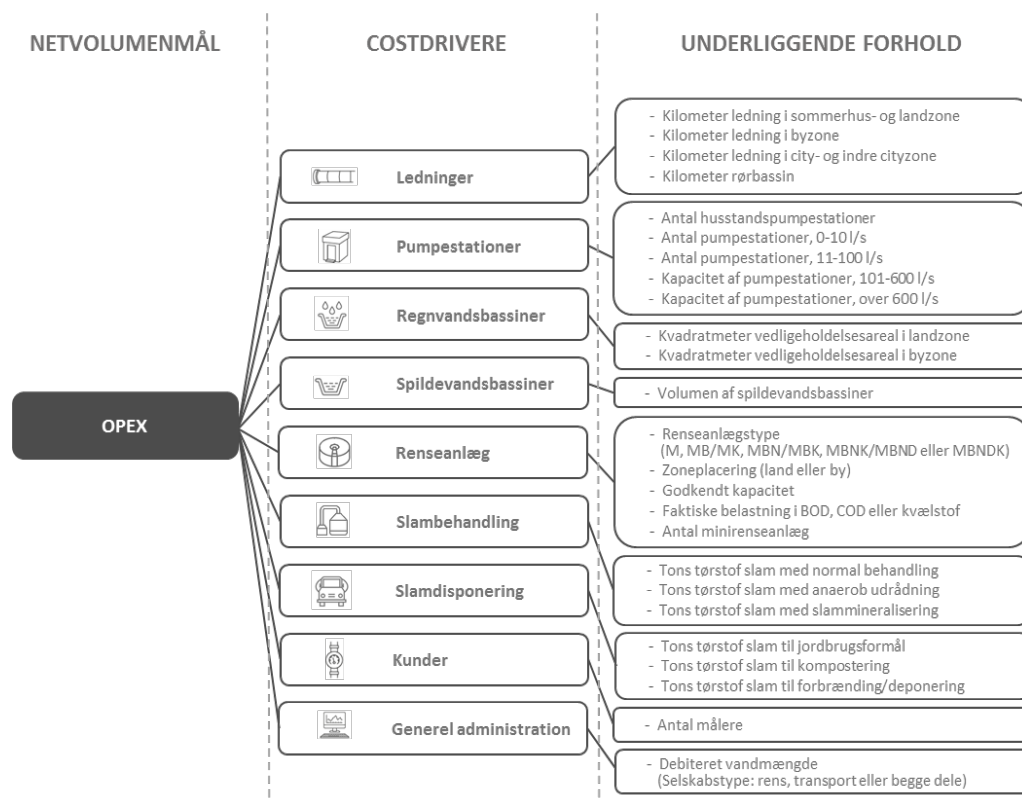 NETVOLUMENMÅL
COSTDRIVERE
UNDERLIGGENDE FORHOLD
OPEX
Ledninger
Pumpestationer
Regnvandsbassiner
Spildevandsbassiner
Renseanlæg
Slambehandling
Slamdisponering
Kunder
Generel administration
- Kilometer ledning i sommerhus- og landzone
- Kilometer ledning i byzone
- Kilometer ledning i city- og indre cityzone
- Kilometer rørbassin
- Antal husstandspumpestationer
- Antal pumpestationer, 0-10 l/s
- Antal pumpestationer, 11-100 l/s
- Kapacitet af pumpestationer, 101-600 l/s
- Kapacitet af pumpestationer, over 600 l/s
- Kvadratmeter vedligeholdelsesareal i landzone
- Kvadratmeter vedligeholdelsesareal i byzone
- Volumen af spildevandsbassiner
- Renseanlægstype
(M, MB/MK, MBN/MBK, MBNK/MBND eller MBNDK)
- Zoneplacering (land eller by)
- Godkendt kapacitet
- Faktiske belastning i BOD, COD eller kvælstof
- Antal minirenseanlæg
- Tons tørstof slam med normal behandling
- Tons tørstof slam med anaerob udrådning
- Tons tørstof slam med slammineralisering
- Tons tørstof slam til jordbrugsformål
- Tons tørstof slam til kompostering
- Tons tørstof slam til forbrænding/deponering
- Antal målere
- Debiteret vandmængde
(Selskabstype: rens, transport eller begge dele)